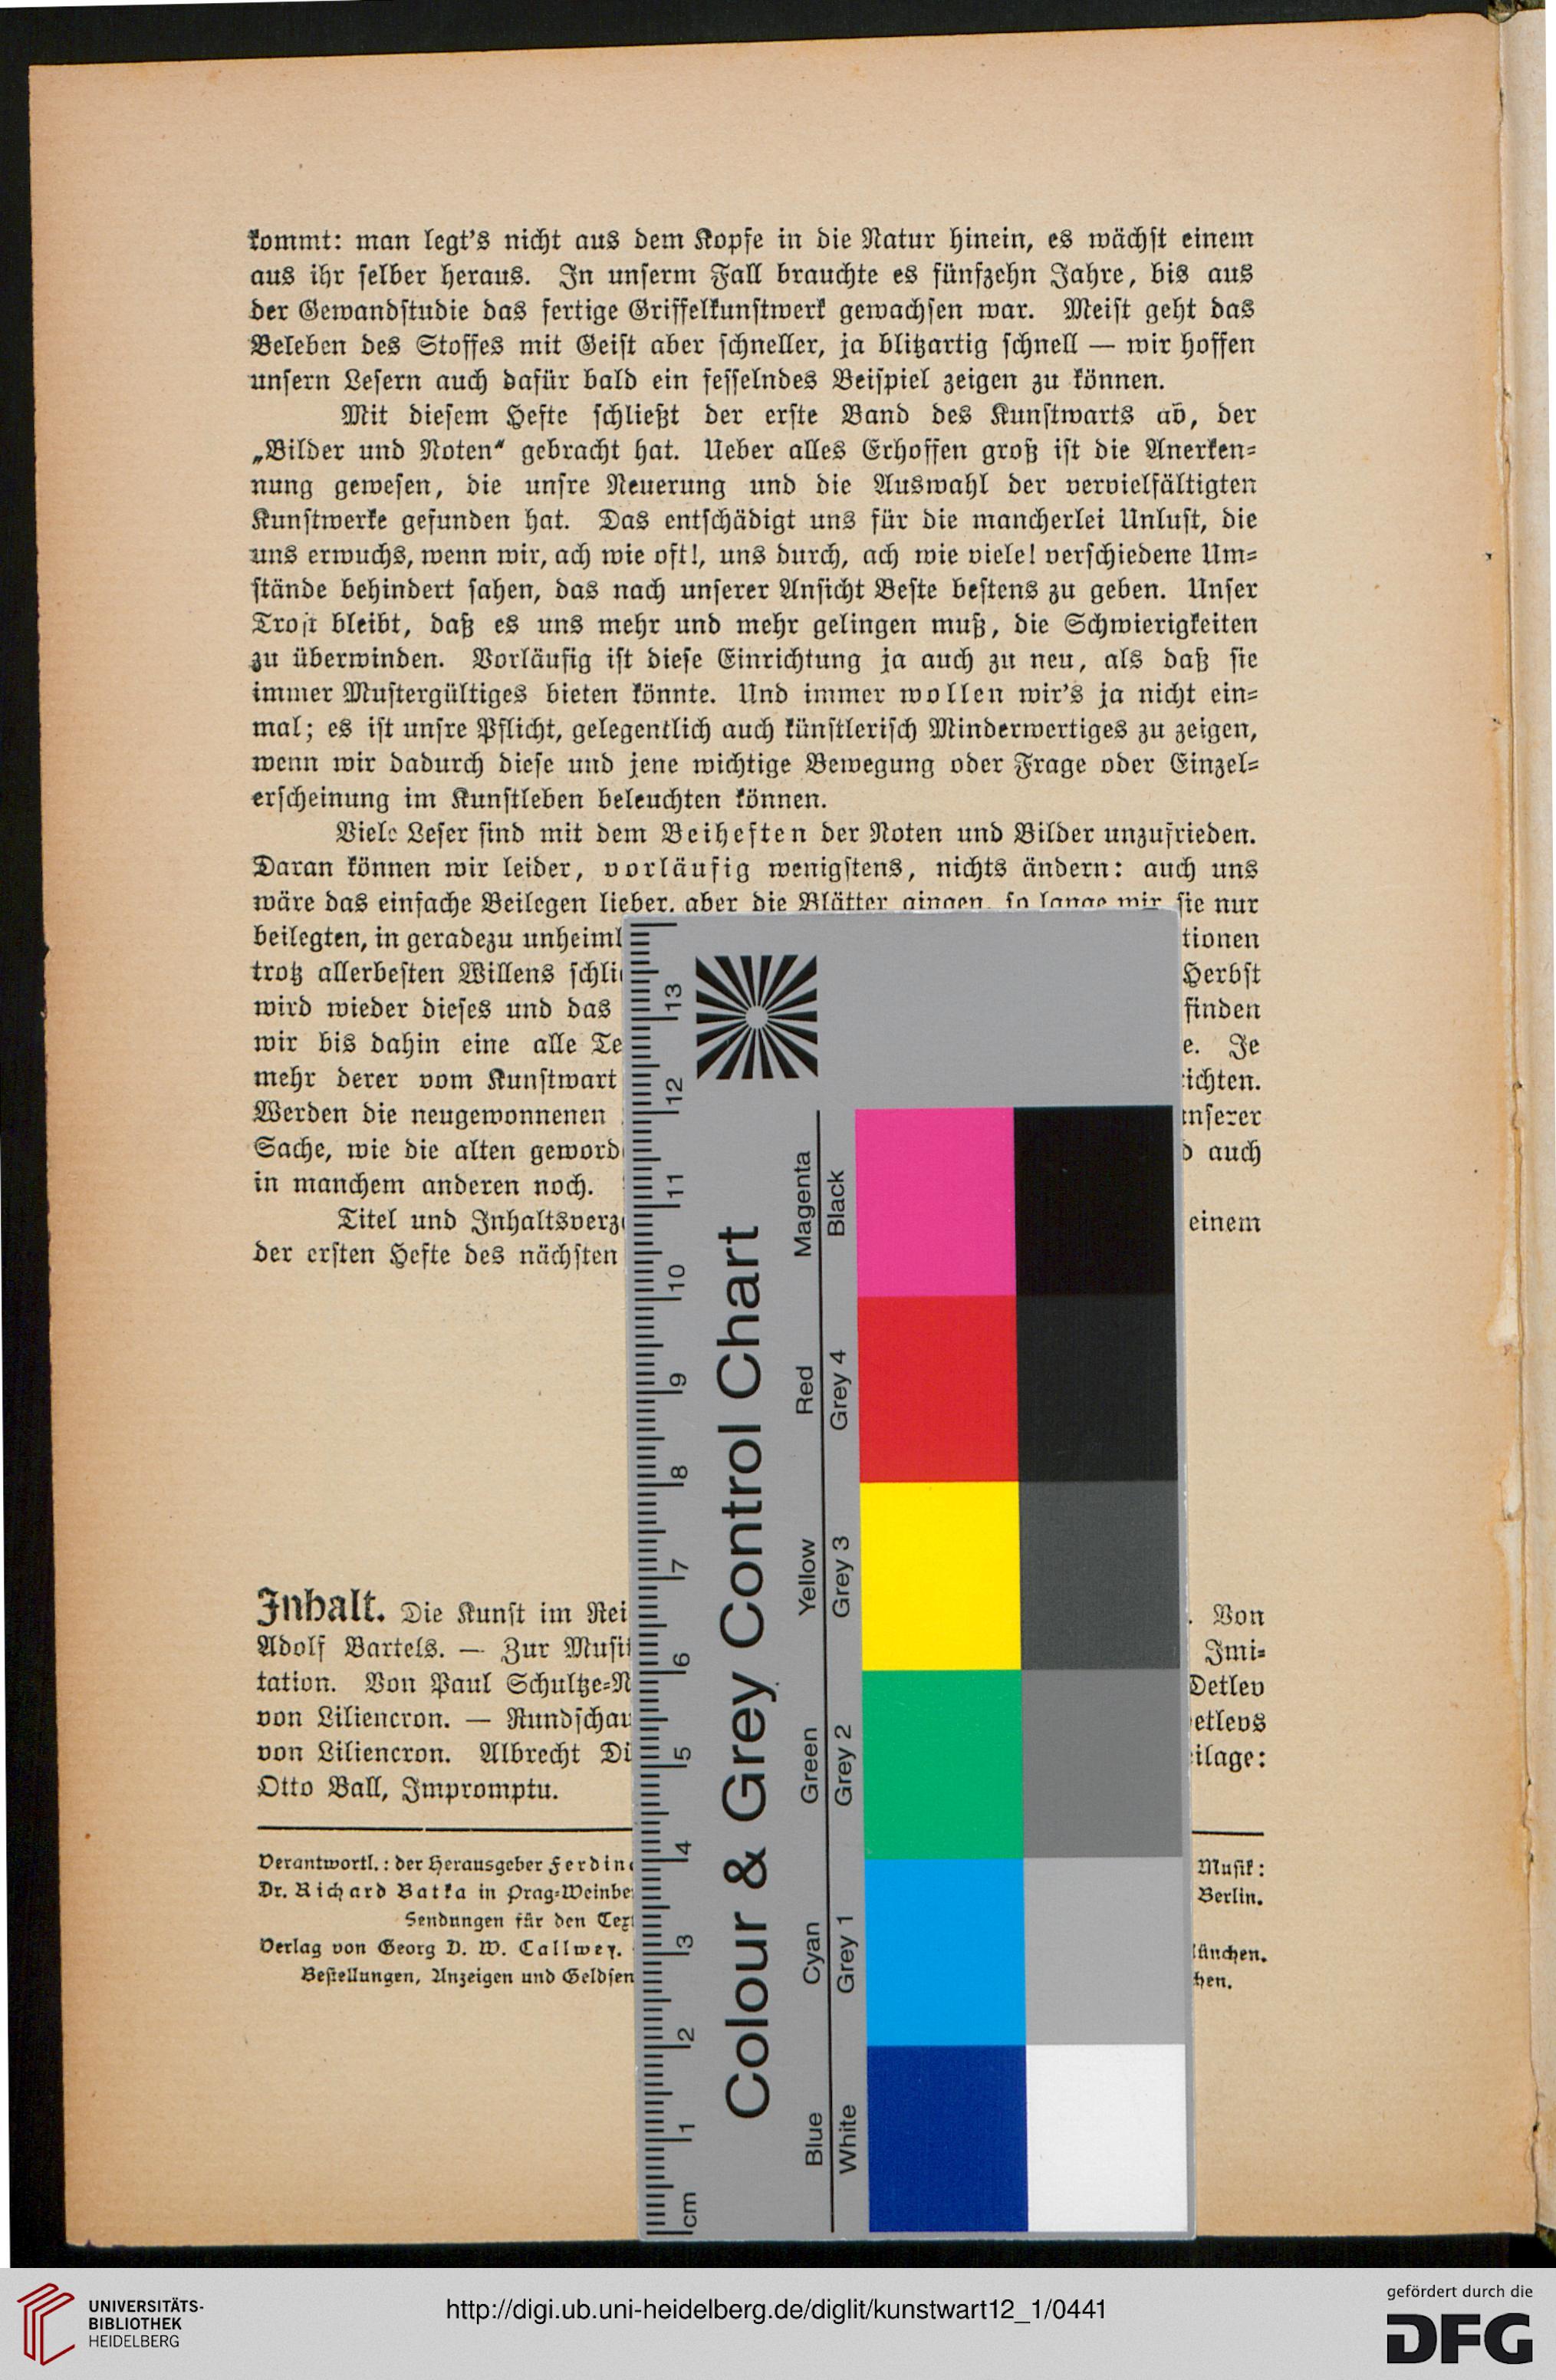 kommt: man legt's nicht aus dem Kopfe in die Natur hinein, es wächst einem
aus ihr selber heraus. In unserm Fall brauchte es fünfzehn Jahre, bis aus
der Gewandstudie das fertige Griffelkunstwerk gewachsen war. Meist geht das
Beleben des Stoffes mit Geist aber schneller, ja blitzartig schnell — wir hoffen
unsern Lesern auch dafür bald ein fesselndes Beispiel zeigen zu können.
Mit diesem Hefte schließt der erste Band des Kunstwarts ab, der
„Bilder und Noten“ gebracht hat. Ueber alles Erhoffen groß ist die Anerken-
nung gewesen, die unsre Neuerung und die Auswahl der vervielfältigten
Kunstwerke gefunden hat. Das entschädigt uns für die mancherlei Unlust, die
uns erwuchs, wenn wir, ach wie oft!, uns durch, ach wie viele! verschiedene Um-
stände behindert sahen, das nach unserer Ansicht Beste bestens zu geben. Unser
Trost bleibt, daß es uns mehr und mehr gelingen muß, die Schwierigkeiten
zu überwinden. Vorläufig ist diese Einrichtung ja auch zu neu, als daß sie
immer Mustergültiges bieten könnte. Und immer wollen wir's ja nicht ein-
mal; es ist unsre Pflicht, gelegentlich auch künstlerisch Minderwertiges zu zeigen,
wenn wir dadurch diese und jene wichtige Bewegung oder Frage oder Einzel-
erscheinung im Kunstleben beleuchten können.
Viele Leser sind mit dem Beiheften der Noten und Bilder unzufrieden.
Daran können wir leider, vorläufig wenigstens, nichts ändern: auch uns
wäre das einfache Beilegen lieber, aber die Blätter gingen, so lange wir sie nur
beilegten, in geradezu unheiml tionen
trotz allerbesten Willens schli Herbst
wird wieder dieses und das finden
wir bis dahin eine alle Te e. Je
mehr derer vom Kunstwart ichten.
Werden die neugewonnenen unserer
Sache, wie die alten geword d auch
in manchem anderen noch.
Titel und Inhaltsverz einem
der ersten Hefte des nächsten
Inhalt. Die Kunst im Rei . Von
Adolf Bartels. — Zur Musi Imi-
tation. Von Paul Schultze-N Detlev
von Liliencron. — Rundschau etlevs
von Liliencron. Albrecht Dü eilage:
Otto Ball, Impromptu.
Verantwortl.: der Herausgeber Ferdina Musik:
Dr. Richard Batka in Prag-Weinbe Berlin.
Sendungen für den Text
Verlag von Georg D. W. Callwey. ünchen.
Bestellungen, Anzeigen und Geldsen hen.
Colour & Grey Control Chart
Magenta
Black
Red
Grey 4
Yellow
Grey 3
Green
Grey 2
Cyan
Grey 1
Blue
White
13
12
11
10
9
8
7
6
5
4
3
2
1
cm
UNIVERSITÄTS-
BIBLIOTHEK
HEIDELBERG
http://digi.ub.uni-heidelberg.de/diglit/kunstwart12_1/0441
gefördert durch die
DFG